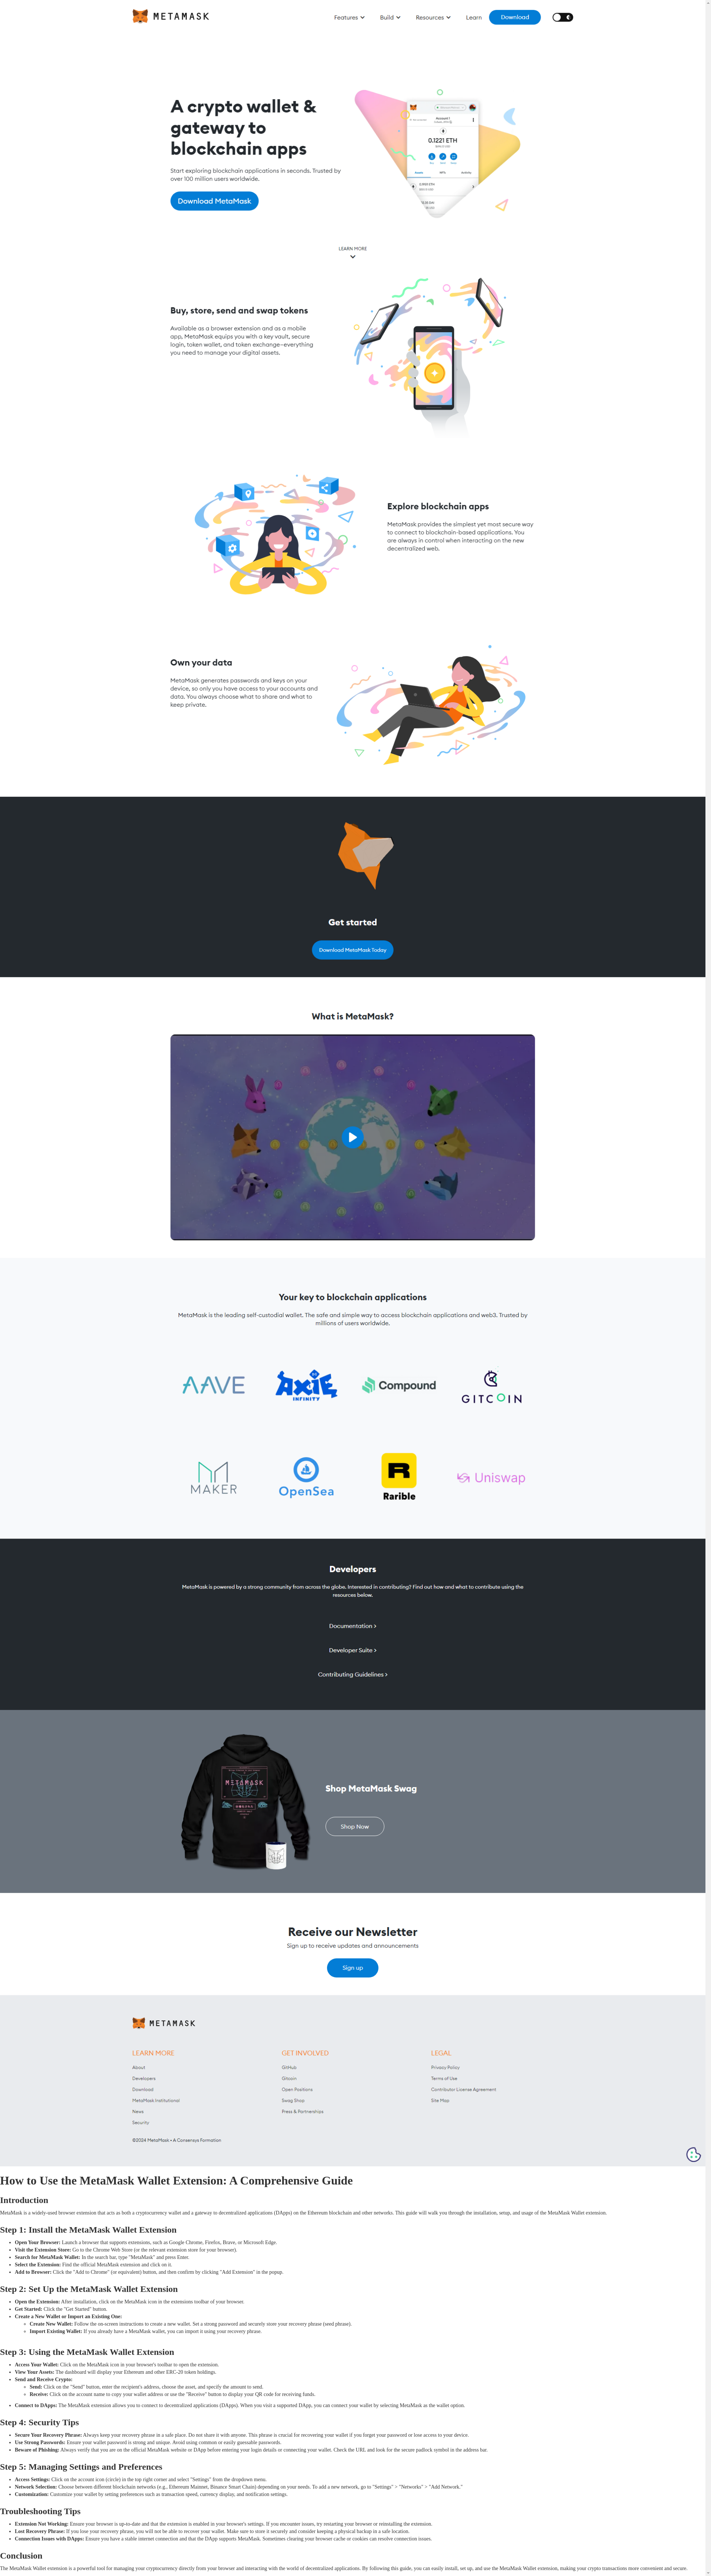 METAMASK
Features
Build
Resources
Learn
Download
A crypto wallet &
gateway to
blockchain apps
Start exploring blockchain applications in seconds. Trusted by
over 100 million users worldwide.
Download MetaMask
0.1221 ETH
LEARN MORE
Buy, store, send and swap tokens
Available as a browser extension and as a mobile
app, MetaMask equips you with a key vault, secure
login, token wallet, and token exchange—everything
you need to manage your digital assets.
Explore blockchain apps
MetaMask provides the simplest yet most secure way
to connect to blockchain-based applications. You
are always in control when interacting on the new
decentralized web.
Own your data
MetaMask generates passwords and keys on your
device, so only you have access to your accounts and
data. You always choose what to share and what to
keep private.
Get started
Download MetaMask Today
What is MetaMask?
Your key to blockchain applications
MetaMask is the leading self-custodial wallet. The safe and simple way to access blockchain applications and web3. Trusted by
millions of users worldwide.
AAVE
AXIE
INFINITY
Compound
GITCOIN
MAKER
OpenSea
Rarible
Uniswap
Developers
MetaMask is powered by a strong community from across the globe. Interested in contributing? Find out how and what to contribute using the
resources below.
Documentation >
Developer Suite >
Contributing Guidelines >
METAMASK
Shop MetaMask Swag
Shop Now
Receive our Newsletter
Sign up to receive updates and announcements
Sign up
METAMASK
LEARN MORE
About
Developers
Download
MetaMask Institutional
News
Security
GET INVOLVED
GitHub
Gitcoin
Open Positions
Swag Shop
Press & Partnerships
LEGAL
Privacy Policy
Terms of Use
Contributor License Agreement
Site Map
©2024 MetaMask • A Consensys Formation
How to Use the MetaMask Wallet Extension: A Comprehensive Guide
Introduction
MetaMask is a widely-used browser extension that acts as both a cryptocurrency wallet and a gateway to decentralized applications (DApps) on the Ethereum blockchain and other networks. This guide will walk you through the installation, setup, and usage of the MetaMask Wallet extension.
Step 1: Install the MetaMask Wallet Extension
• Open Your Browser: Launch a browser that supports extensions, such as Google Chrome, Firefox, Brave, or Microsoft Edge.
• Visit the Extension Store: Go to the Chrome Web Store (or the relevant extension store for your browser).
• Search for MetaMask Wallet: In the search bar, type "MetaMask" and press Enter.
• Select the Extension: Find the official MetaMask extension and click on it.
• Add to Browser: Click the "Add to Chrome" (or equivalent) button, and then confirm by clicking "Add Extension" in the popup.
Step 2: Set Up the MetaMask Wallet Extension
• Open the Extension: After installation, click on the MetaMask icon in the extensions toolbar of your browser.
• Get Started: Click the "Get Started" button.
• Create a New Wallet or Import an Existing One:
◦ Create New Wallet: Follow the on-screen instructions to create a new wallet. Set a strong password and securely store your recovery phrase (seed phrase).
◦ Import Existing Wallet: If you already have a MetaMask wallet, you can import it using your recovery phrase.
Step 3: Using the MetaMask Wallet Extension
• Access Your Wallet: Click on the MetaMask icon in your browser's toolbar to open the extension.
• View Your Assets: The dashboard will display your Ethereum and other ERC-20 token holdings.
• Send and Receive Crypto:
◦ Send: Click on the "Send" button, enter the recipient's address, choose the asset, and specify the amount to send.
◦ Receive: Click on the account name to copy your wallet address or use the "Receive" button to display your QR code for receiving funds.
• Connect to DApps: The MetaMask extension allows you to connect to decentralized applications (DApps). When you visit a supported DApp, you can connect your wallet by selecting MetaMask as the wallet option.
Step 4: Security Tips
• Secure Your Recovery Phrase: Always keep your recovery phrase in a safe place. Do not share it with anyone. This phrase is crucial for recovering your wallet if you forget your password or lose access to your device.
• Use Strong Passwords: Ensure your wallet password is strong and unique. Avoid using common or easily guessable passwords.
• Beware of Phishing: Always verify that you are on the official MetaMask website or DApp before entering your login details or connecting your wallet. Check the URL and look for the secure padlock symbol in the address bar.
Step 5: Managing Settings and Preferences
• Access Settings: Click on the account icon (circle) in the top right corner and select "Settings" from the dropdown menu.
• Network Selection: Choose between different blockchain networks (e.g., Ethereum Mainnet, Binance Smart Chain) depending on your needs. To add a new network, go to "Settings" > "Networks" > "Add Network."
• Customization: Customize your wallet by setting preferences such as transaction speed, currency display, and notification settings.
Troubleshooting Tips
• Extension Not Working: Ensure your browser is up-to-date and that the extension is enabled in your browser's settings. If you encounter issues, try restarting your browser or reinstalling the extension.
• Lost Recovery Phrase: If you lose your recovery phrase, you will not be able to recover your wallet. Make sure to store it securely and consider keeping a physical backup in a safe location.
• Connection Issues with DApps: Ensure you have a stable internet connection and that the DApp supports MetaMask. Sometimes clearing your browser cache or cookies can resolve connection issues.
Conclusion
The MetaMask Wallet extension is a powerful tool for managing your cryptocurrency directly from your browser and interacting with the world of decentralized applications. By following this guide, you can easily install, set up, and use the MetaMask Wallet extension, making your crypto transactions more convenient and secure.